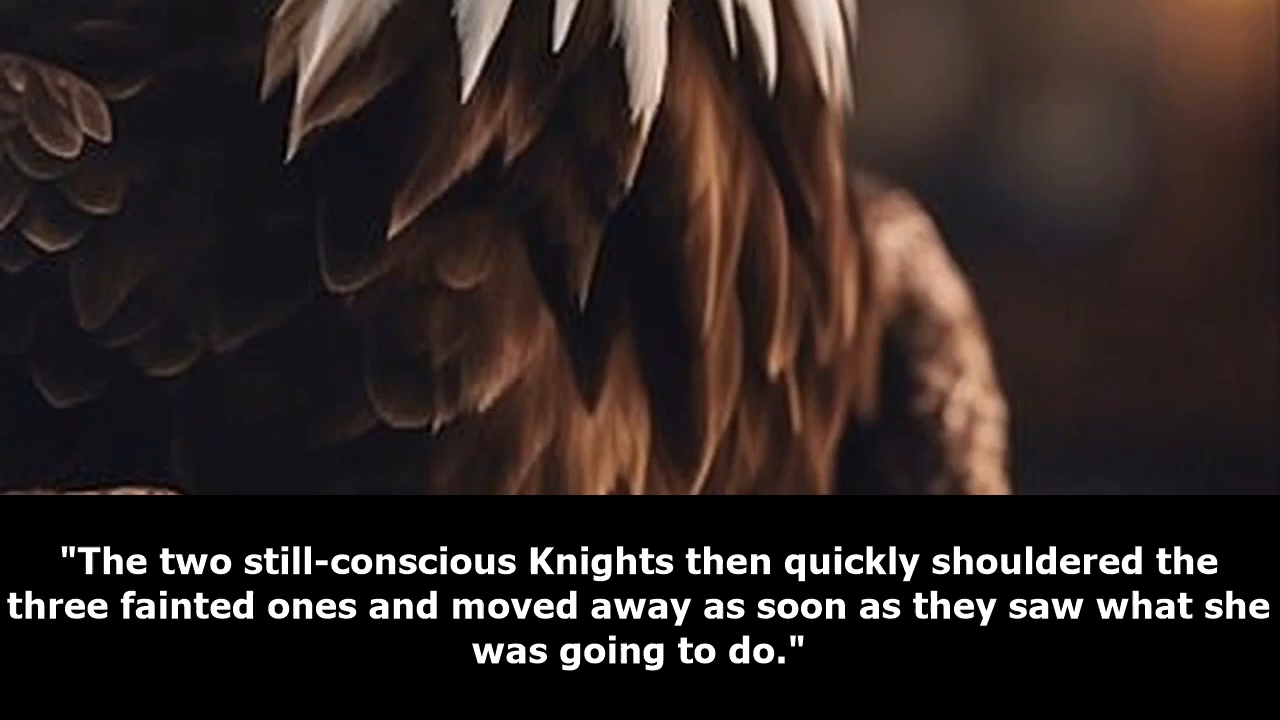 "The two still-conscious Knights then quickly shouldered the
three fainted ones and moved away as soon as they saw what she
was going to do."